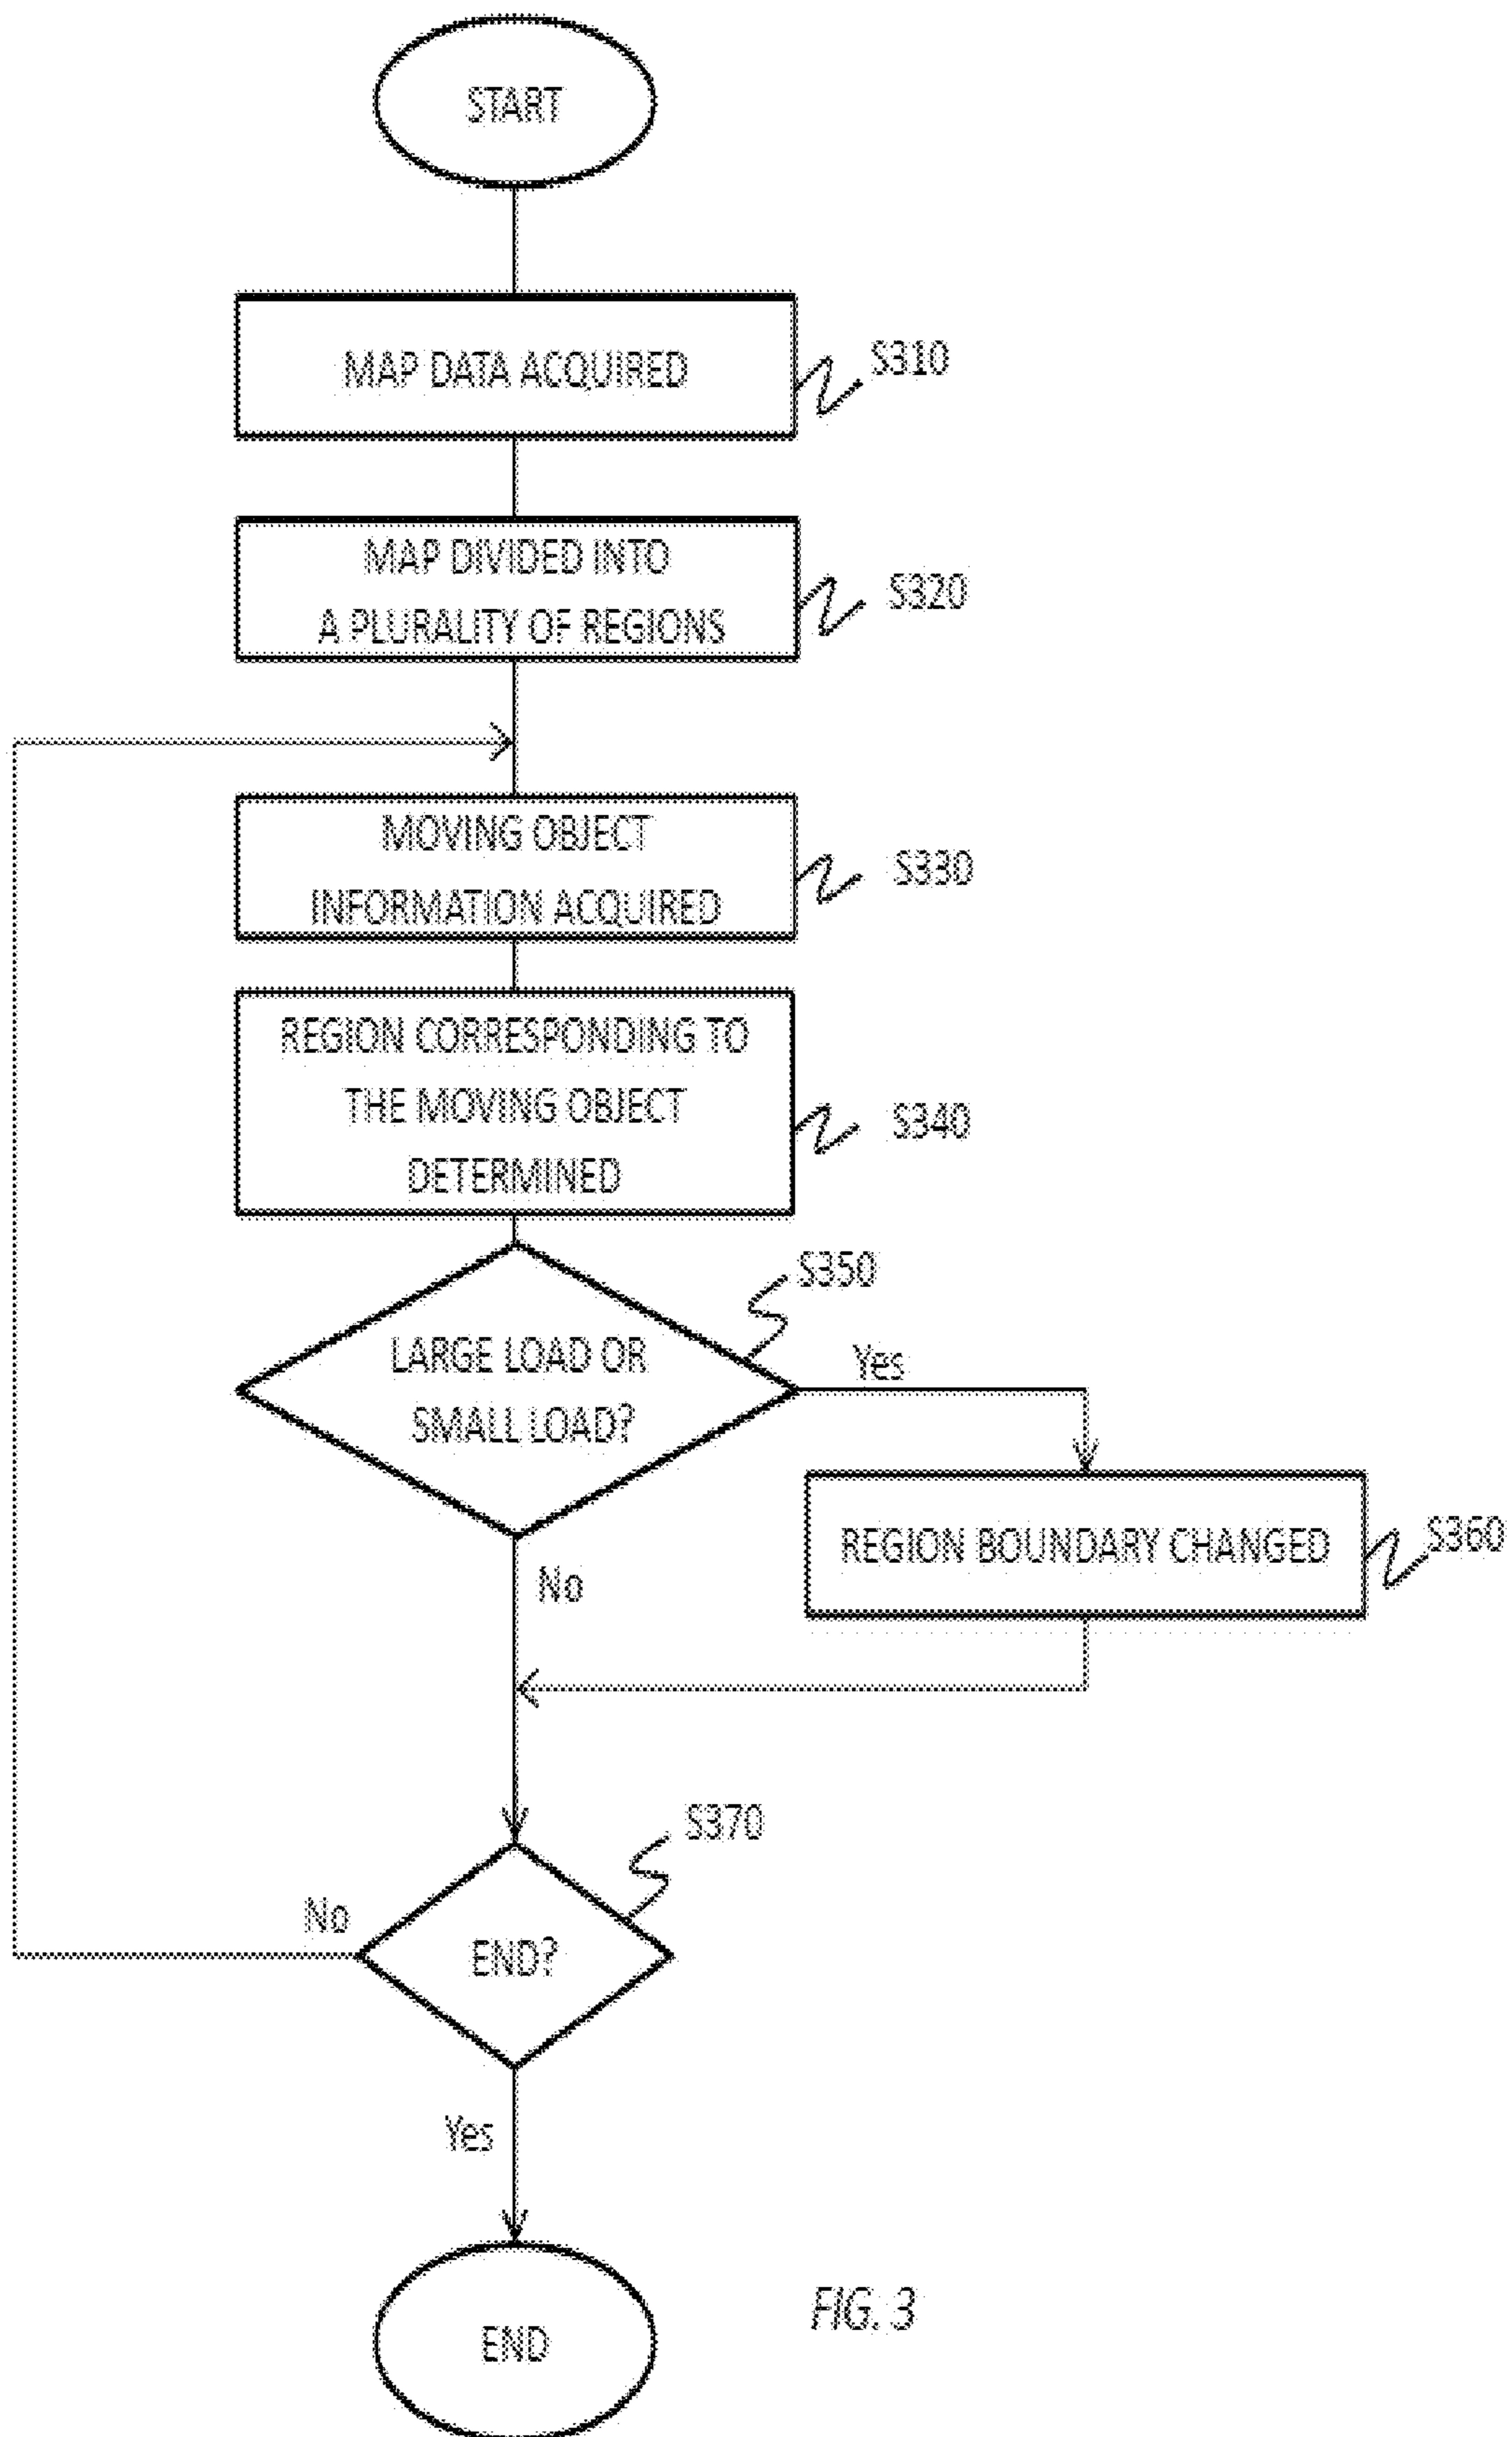 START
MAP DATA ACQUIRED
S310
MAP DIVIDED INTO
A PLURALITY OF REGIONS
S320
MOVING OBJECT
INFORMATION ACQUIRED
S330
REGION CORRESPONDING TO
THE MOVING OBJECT
DETERMINED
S340
S350
LARGE LOAD OR
SMALL LOAD?
Yes
REGION BOUNDARY CHANGED
S360
No
S370
No
END?
Yes
END
FIG. 3